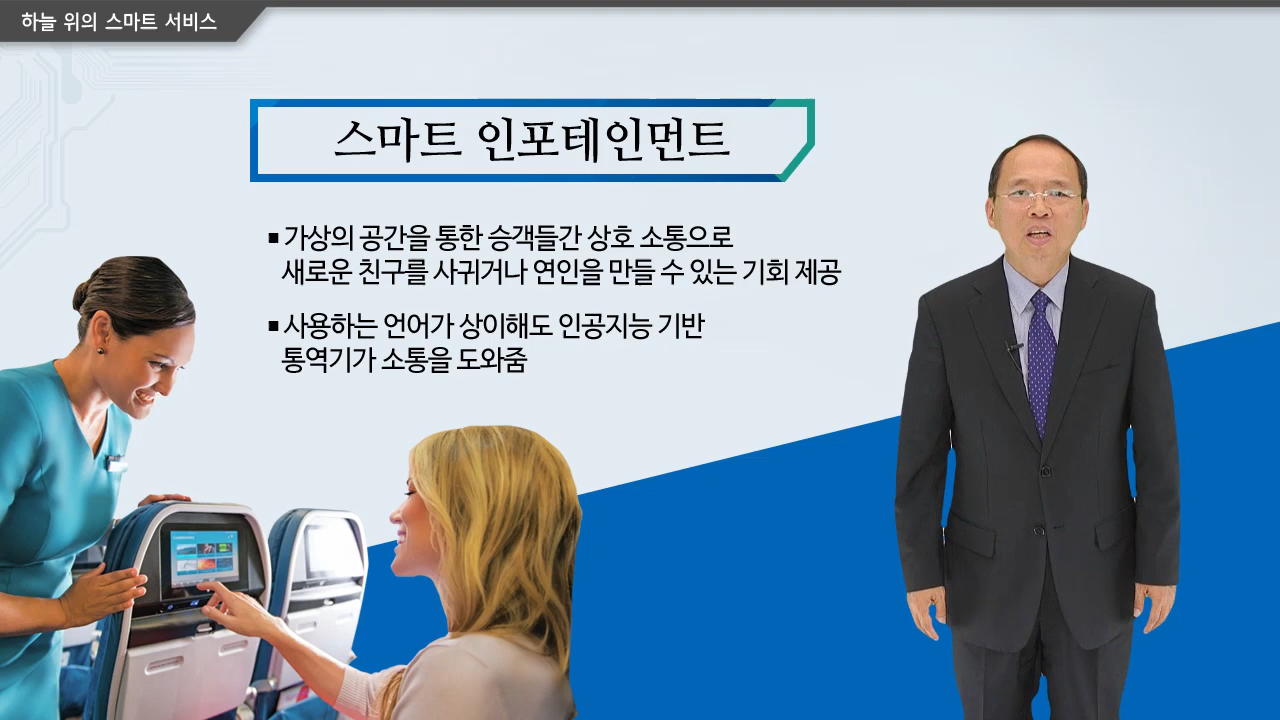 하늘 위의 스마트 서비스
스마트 인포테인먼트
▪ 가상의 공간을 통한 승객들간 상호 소통으로
새로운 친구를 사귀거나 연인을 만들 수 있는 기회 제공
▪ 사용하는 언어가 상이해도 인공지능 기반
통역기가 소통을 도와줌